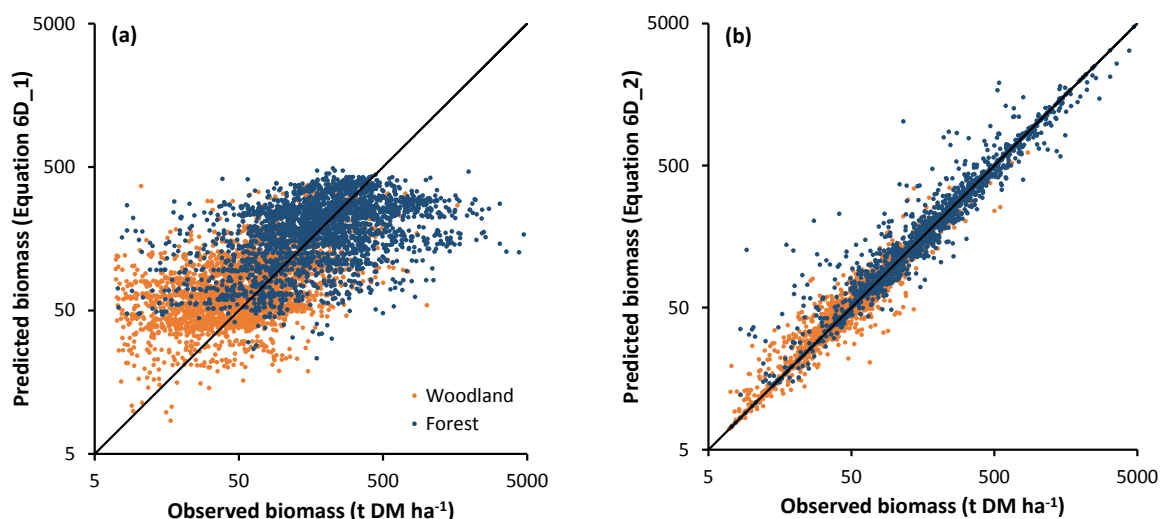 (a)
Predicted biomass (Equation 6D_1)
5000
500
50
5
5 50 500 5000
Observed biomass (t DM ha⁻¹)
Woodland
Forest
(b)
Predicted biomass (Equation 6D_2)
5000
500
50
5
5 50 500 5000
Observed biomass (t DM ha⁻¹)